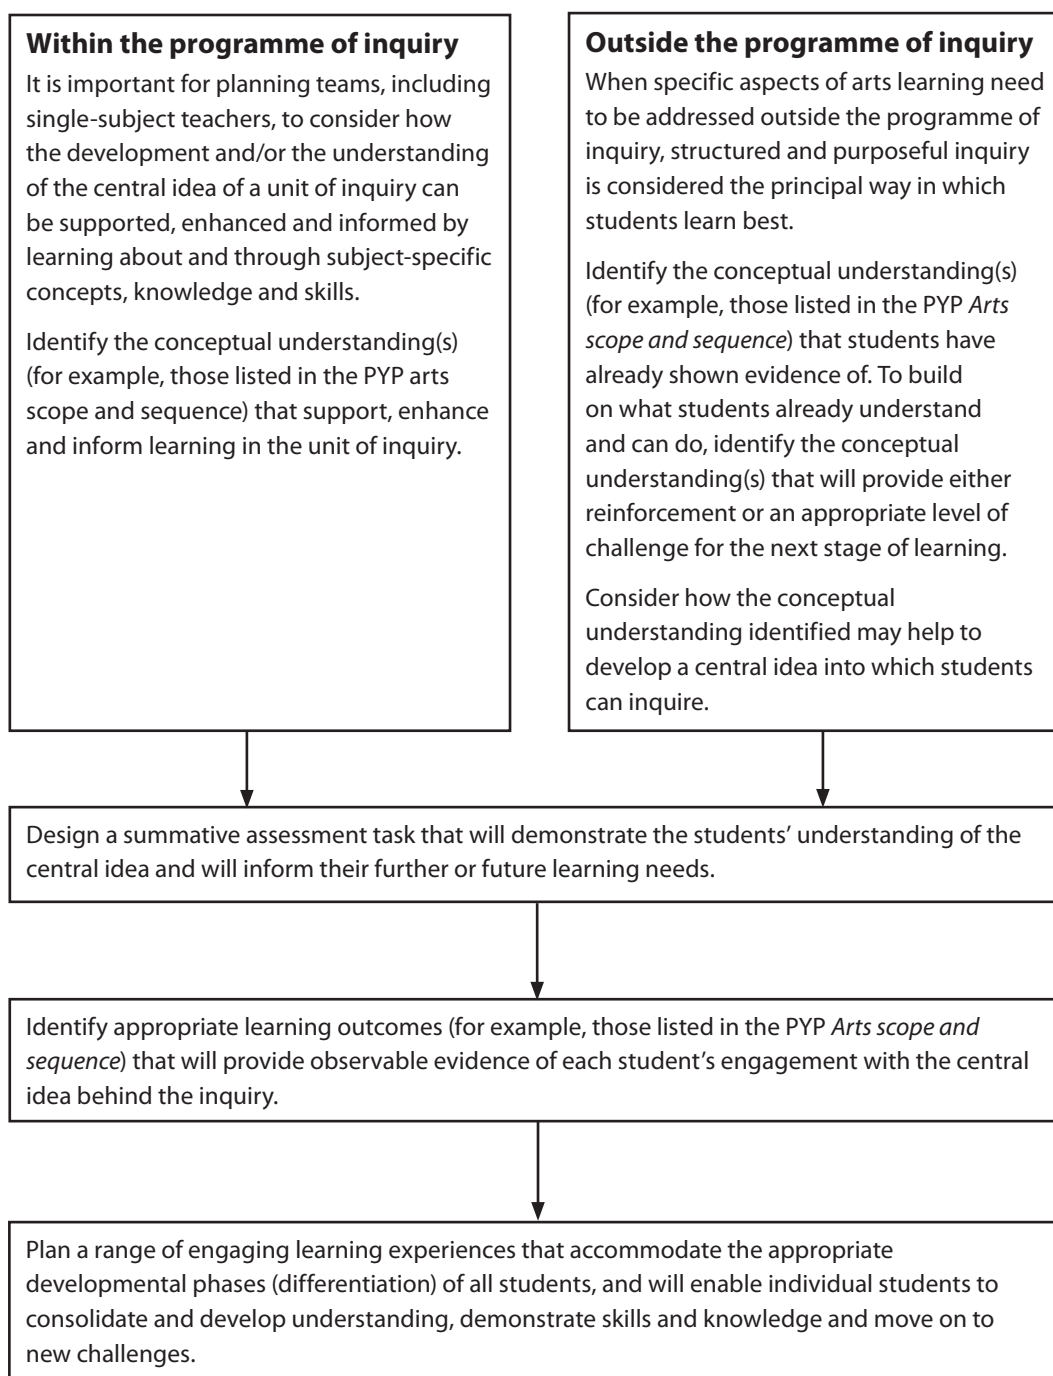 Within the programme of inquiry
It is important for planning teams, including
single-subject teachers, to consider how
the development and/or the understanding
of the central idea of a unit of inquiry can
be supported, enhanced and informed by
learning about and through subject-specific
concepts, knowledge and skills.
Identify the conceptual understanding(s)
(for example, those listed in the PYP arts
scope and sequence) that support, enhance
and inform learning in the unit of inquiry.
Outside the programme of inquiry
When specific aspects of arts learning need
to be addressed outside the programme of
inquiry, structured and purposeful inquiry
is considered the principal way in which
students learn best.
Identify the conceptual understanding(s)
(for example, those listed in the PYP Arts
scope and sequence) that students have
already shown evidence of. To build
on what students already understand
and can do, identify the conceptual
understanding(s) that will provide either
reinforcement or an appropriate level of
challenge for the next stage of learning.
Consider how the conceptual
understanding identified may help to
develop a central idea into which students
can inquire.
Design a summative assessment task that will demonstrate the students’ understanding of the
central idea and will inform their further or future learning needs.
Identify appropriate learning outcomes (for example, those listed in the PYP Arts scope and
sequence) that will provide observable evidence of each student’s engagement with the central
idea behind the inquiry.
Plan a range of engaging learning experiences that accommodate the appropriate
developmental phases (differentiation) of all students, and will enable individual students to
consolidate and develop understanding, demonstrate skills and knowledge and move on to
new challenges.